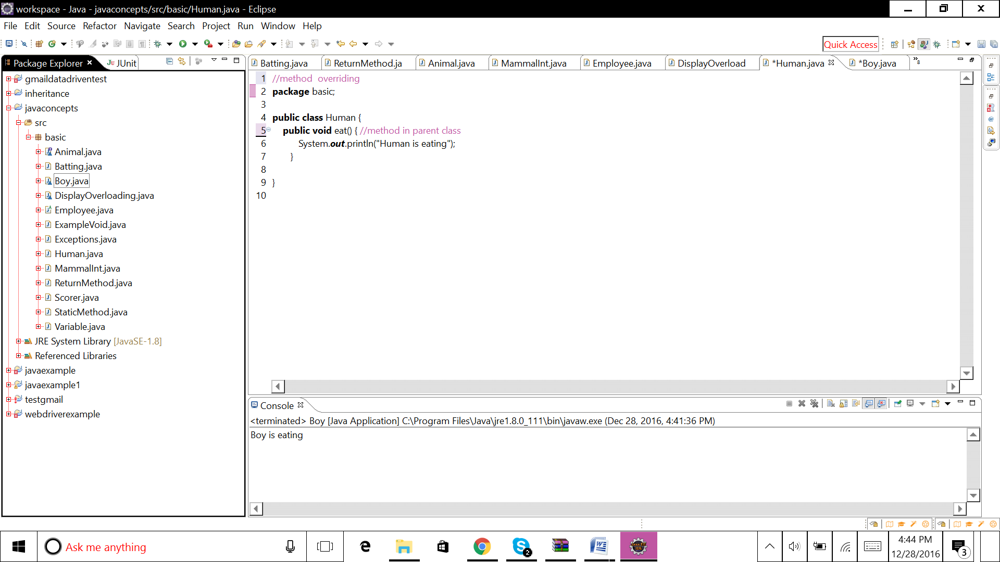 workspace - Java - javaconcepts/src/basic/Human.java - Eclipse
File Edit Source Refactor Navigate Search Project Run Window Help
Quick Access
Package Explorer
JUnit
Batting.java
ReturnMethod.ja
Animal.java
MammalInt.java
Employee.java
DisplayOverload
*Human.java
*Boy.java
»8
gmaildatadriventest
inheritance
javaconcepts
src
basic
Animal.java
Batting.java
Boy.java
DisplayOverloading.java
Employee.java
ExampleVoid.java
Exceptions.java
Human.java
MammalInt.java
ReturnMethod.java
Scorer.java
StaticMethod.java
Variable.java
JRE System Library [JavaSE-1.8]
Referenced Libraries
javaexample
javaexample1
testgmail
webdriverexample
1 //method  overriding
2 package basic;
3
4 public class Human {
5 public void eat() { //method in parent class
6 System.out.println("Human is eating");
7 }
8
9 }
10
Console
<terminated> Boy [Java Application] C:\Program Files\Java\jre1.8.0_111\bin\javaw.exe (Dec 28, 2016, 4:41:36 PM)
Boy is eating
Ask me anything
2
Java EE
IDE
4:44 PM
12/28/2016
3